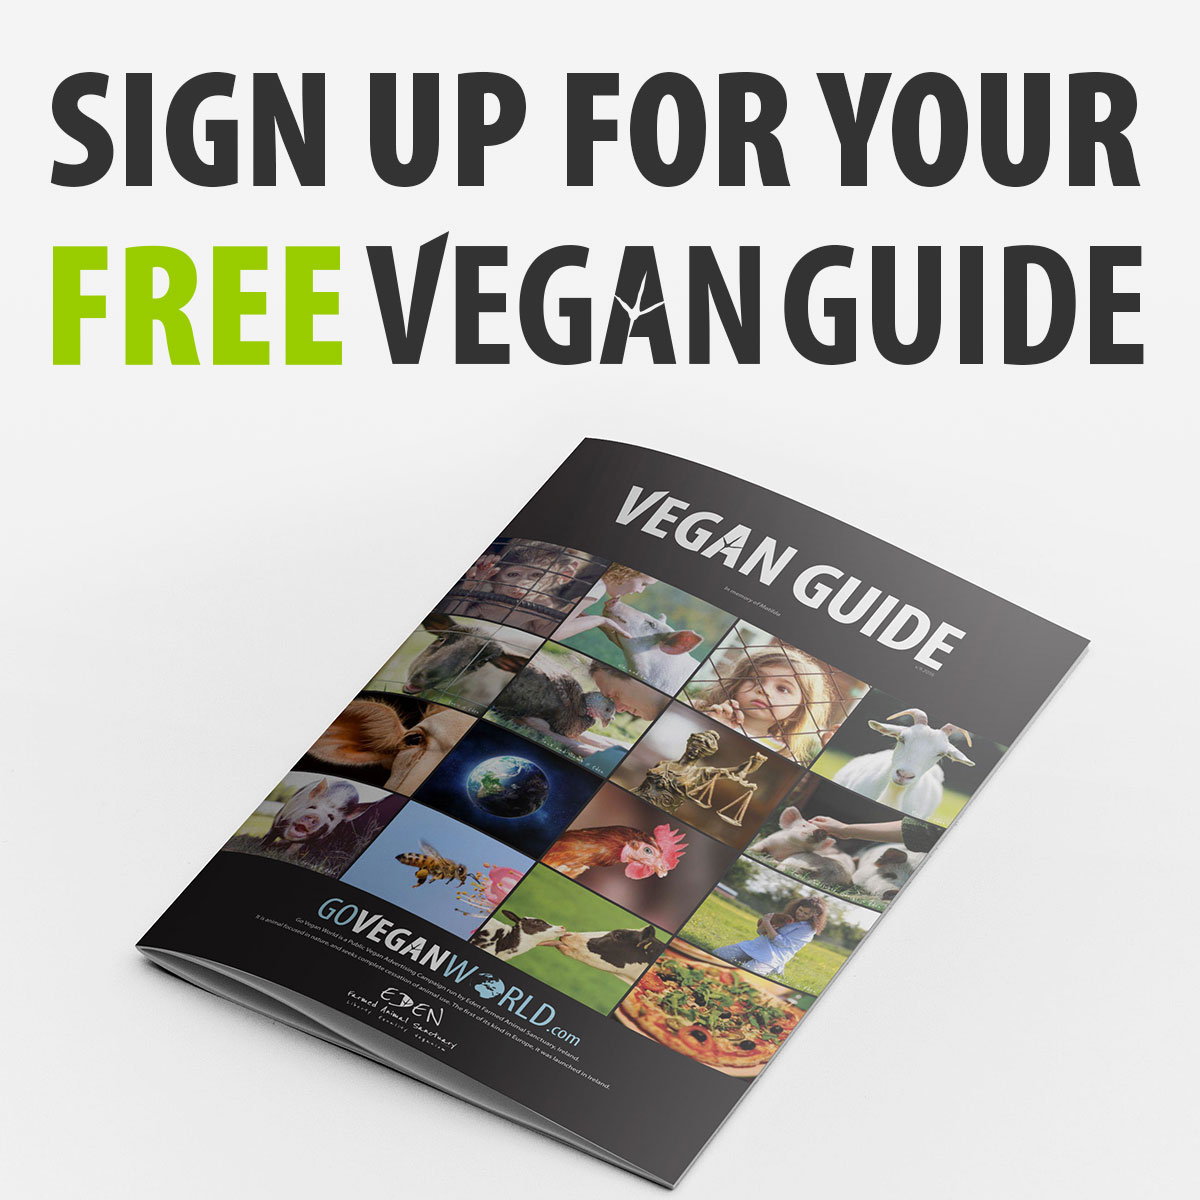 SIGN UP FOR YOUR
FREE VEGAN GUIDE
VEGAN GUIDE
In memory of Matilda
GOVEGANWORLD.com
Go Vegan World is a Public Vegan Advertising Campaign run by Eden Farmed Animal Sanctuary, Ireland.
It is animal focused in nature, and seeks complete cessation of animal use. The first of its kind in Europe, it was launched in Ireland.
EDEN
Farmed Animal Sanctuary
Liberty Equality Veganism